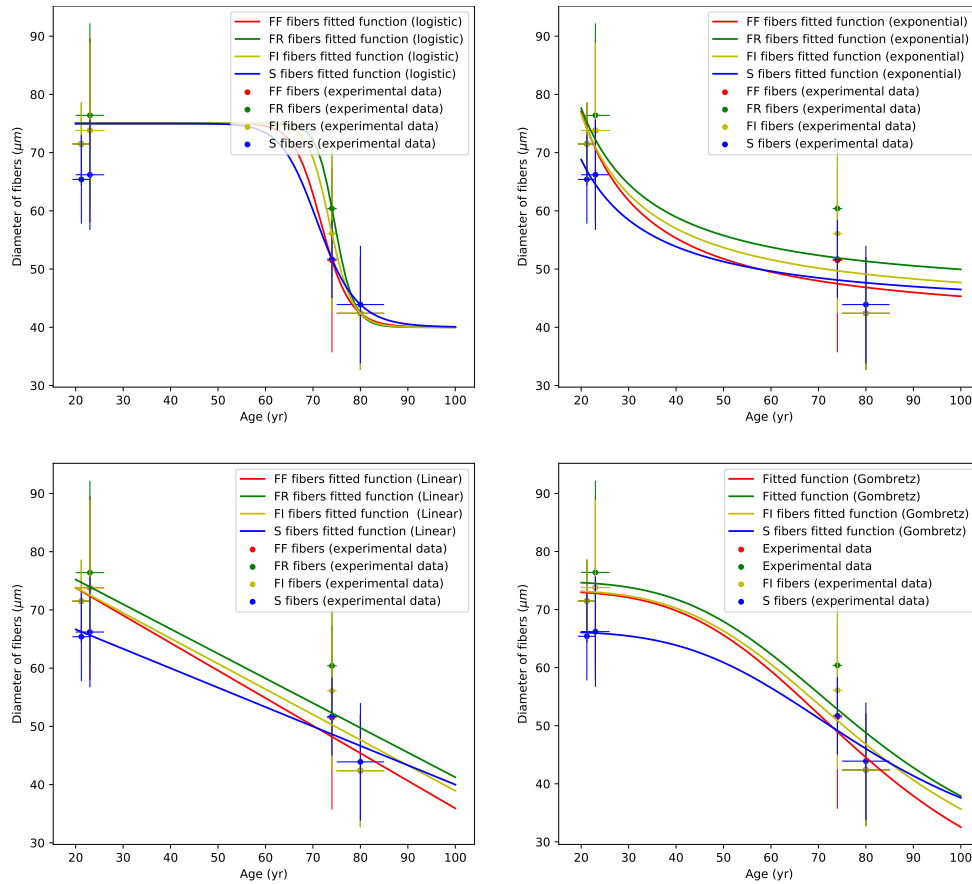 FF fibers fitted function (logistic)
FR fibers fitted function (logistic)
FI fibers fitted function (logistic)
S fibers fitted function (logistic)
FF fibers (experimental data)
FR fibers (experimental data)
FI fibers (experimental data)
S fibers (experimental data)
Diameter of fibers (μm)
90
80
70
60
50
40
30
20 30 40 50 60 70 80 90 100
Age (yr)
FF fibers fitted function (exponential)
FR fibers fitted function (exponential)
FI fibers fitted function (exponential)
S fibers fitted function (exponential)
FF fibers (experimental data)
FR fibers (experimental data)
FI fibers (experimental data)
S fibers (experimental data)
Diameter of fibers (μm)
90
80
70
60
50
40
30
20 30 40 50 60 70 80 90 100
Age (yr)
FF fibers fitted function (Linear)
FR fibers fitted function (Linear)
FI fibers fitted function  (Linear)
S fibers fitted function (Linear)
FF fibers (experimental data)
FR fibers (experimental data)
FI fibers (experimental data)
S fibers (experimental data)
Diameter of fibers (μm)
90
80
70
60
50
40
30
20 30 40 50 60 70 80 90 100
Age (yr)
Fitted function (Gombretz)
Fitted function (Gombretz)
FI fibers fitted function (Gombretz)
S fibers fitted function (Gombretz)
Experimental data
Experimental data
FI fibers (experimental data)
S fibers (experimental data)
Diameter of fibers (μm)
90
80
70
60
50
40
30
20 30 40 50 60 70 80 90 100
Age (yr)